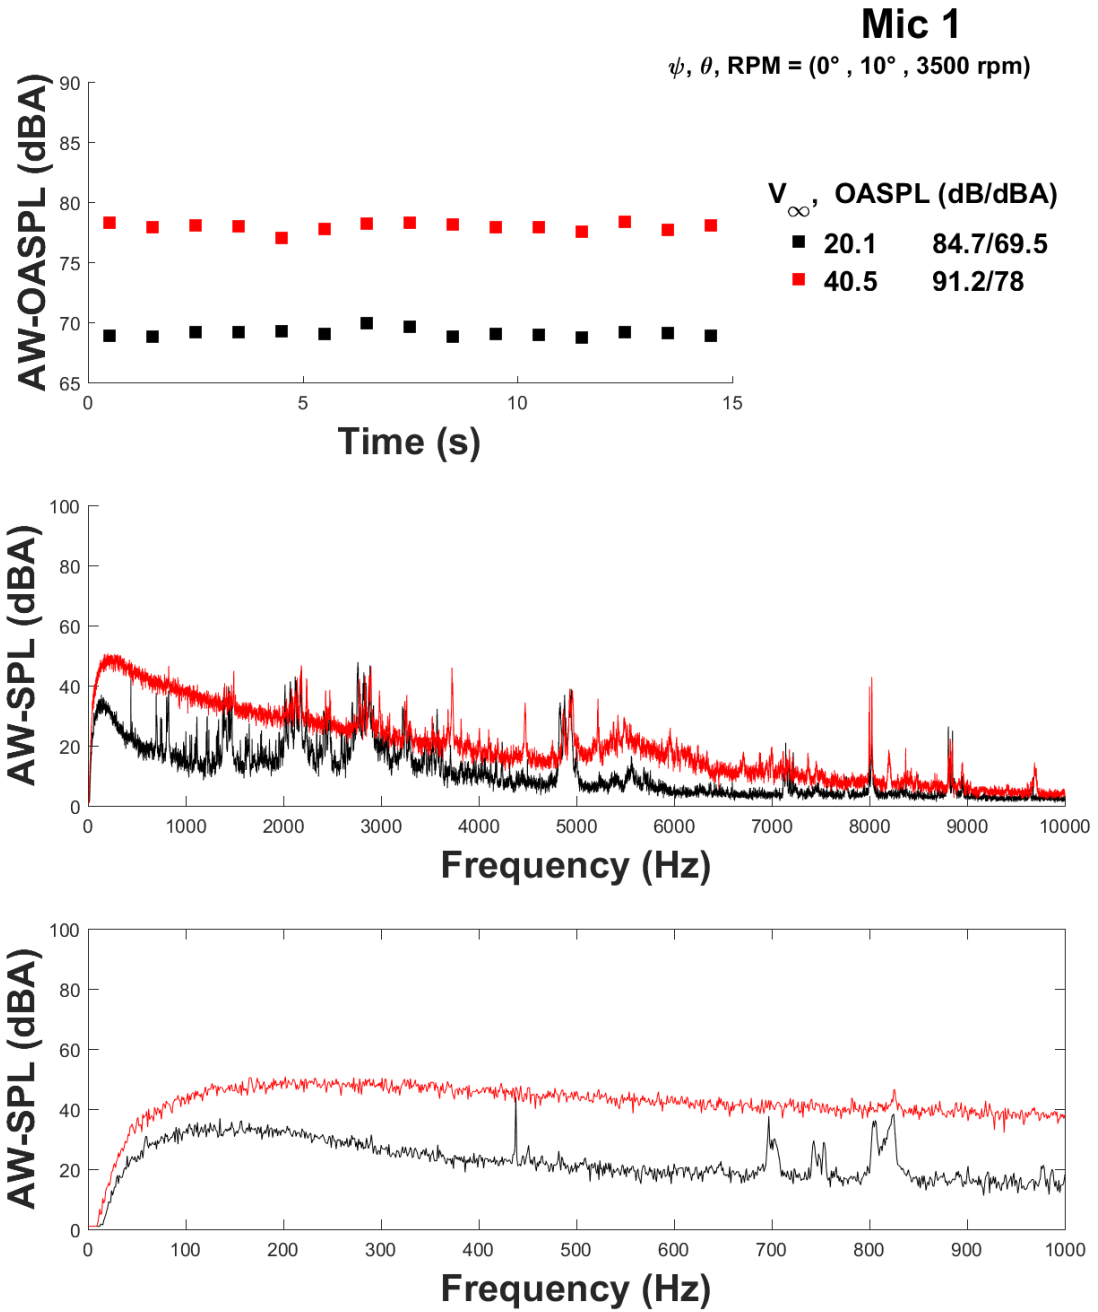 Mic 1
ψ, θ, RPM = (0° , 10° , 3500 rpm)
AW-OASPL (dBA)
90
85
80
75
70
65
0 5 10 15
Time (s)
V∞, OASPL (dB/dBA)
20.1 84.7/69.5
40.5 91.2/78
AW-SPL (dBA)
100
80
60
40
20
0
0 1000 2000 3000 4000 5000 6000 7000 8000 9000 10000
Frequency (Hz)
AW-SPL (dBA)
100
80
60
40
20
0
0 100 200 300 400 500 600 700 800 900 1000
Frequency (Hz)